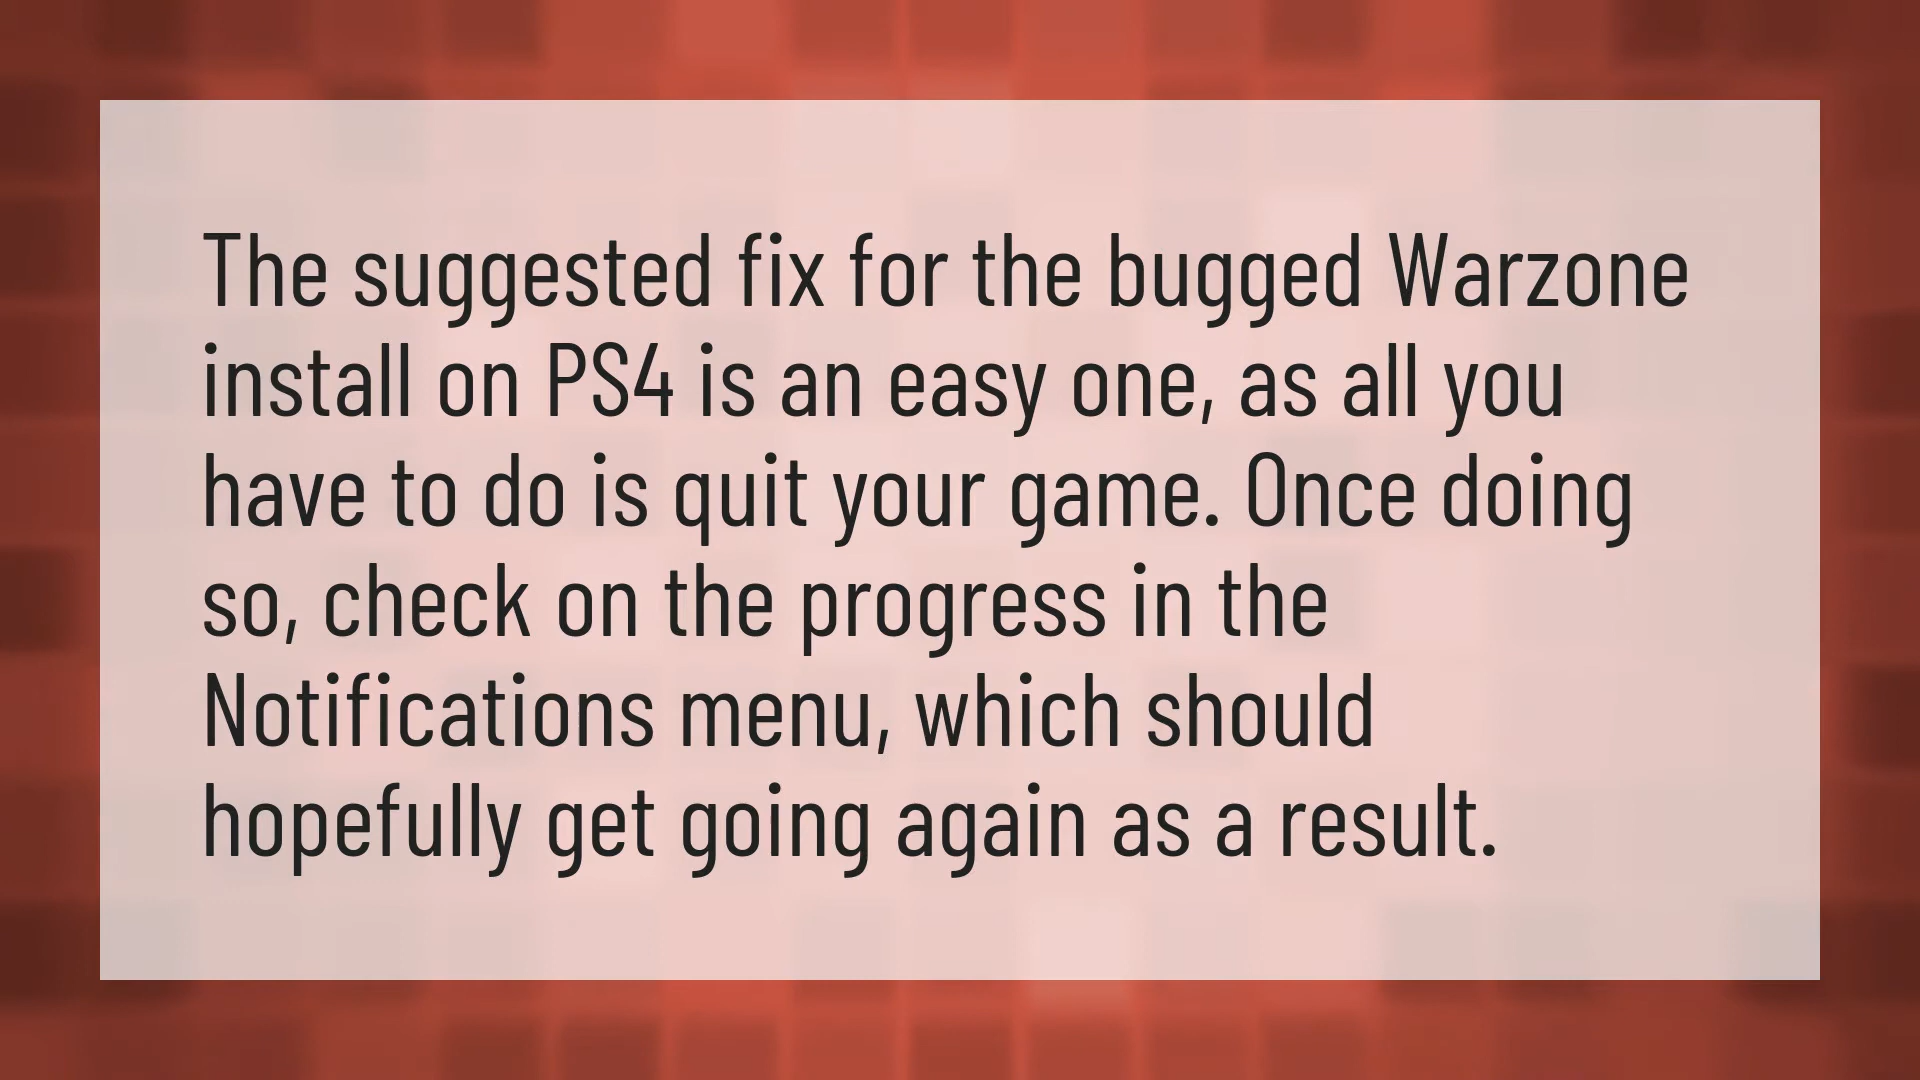 The suggested fix for the bugged Warzone
install on PS4 is an easy one, as all you
have to do is quit your game. Once doing
so, check on the progress in the
Notifications menu, which should
hopefully get going again as a result.